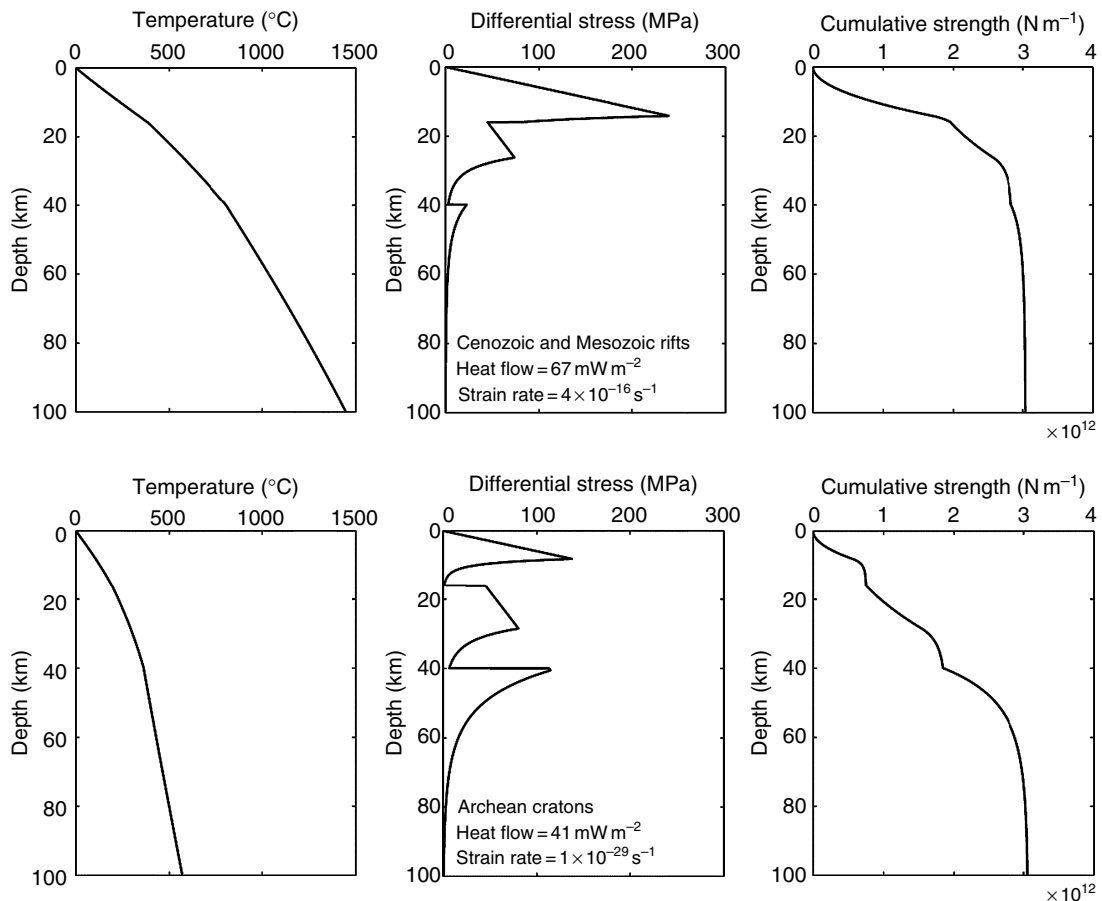 Temperature (°C)
0 500 1000 1500
Depth (km)
0
20
40
60
80
100
Differential stress (MPa)
0 100 200 300
Depth (km)
0
20
40
60
80
100
Cenozoic and Mesozoic rifts
Heat flow = 67 mW m⁻²
Strain rate = 4 × 10⁻¹⁶ s⁻¹
Cumulative strength (N m⁻¹)
0 1 2 3 4
Depth (km)
0
20
40
60
80
100
× 10¹²
Temperature (°C)
0 500 1000 1500
Depth (km)
0
20
40
60
80
100
Differential stress (MPa)
0 100 200 300
Depth (km)
0
20
40
60
80
100
Archean cratons
Heat flow = 41 mW m⁻²
Strain rate = 1 × 10⁻²⁹ s⁻¹
Cumulative strength (N m⁻¹)
0 1 2 3 4
Depth (km)
0
20
40
60
80
100
× 10¹²